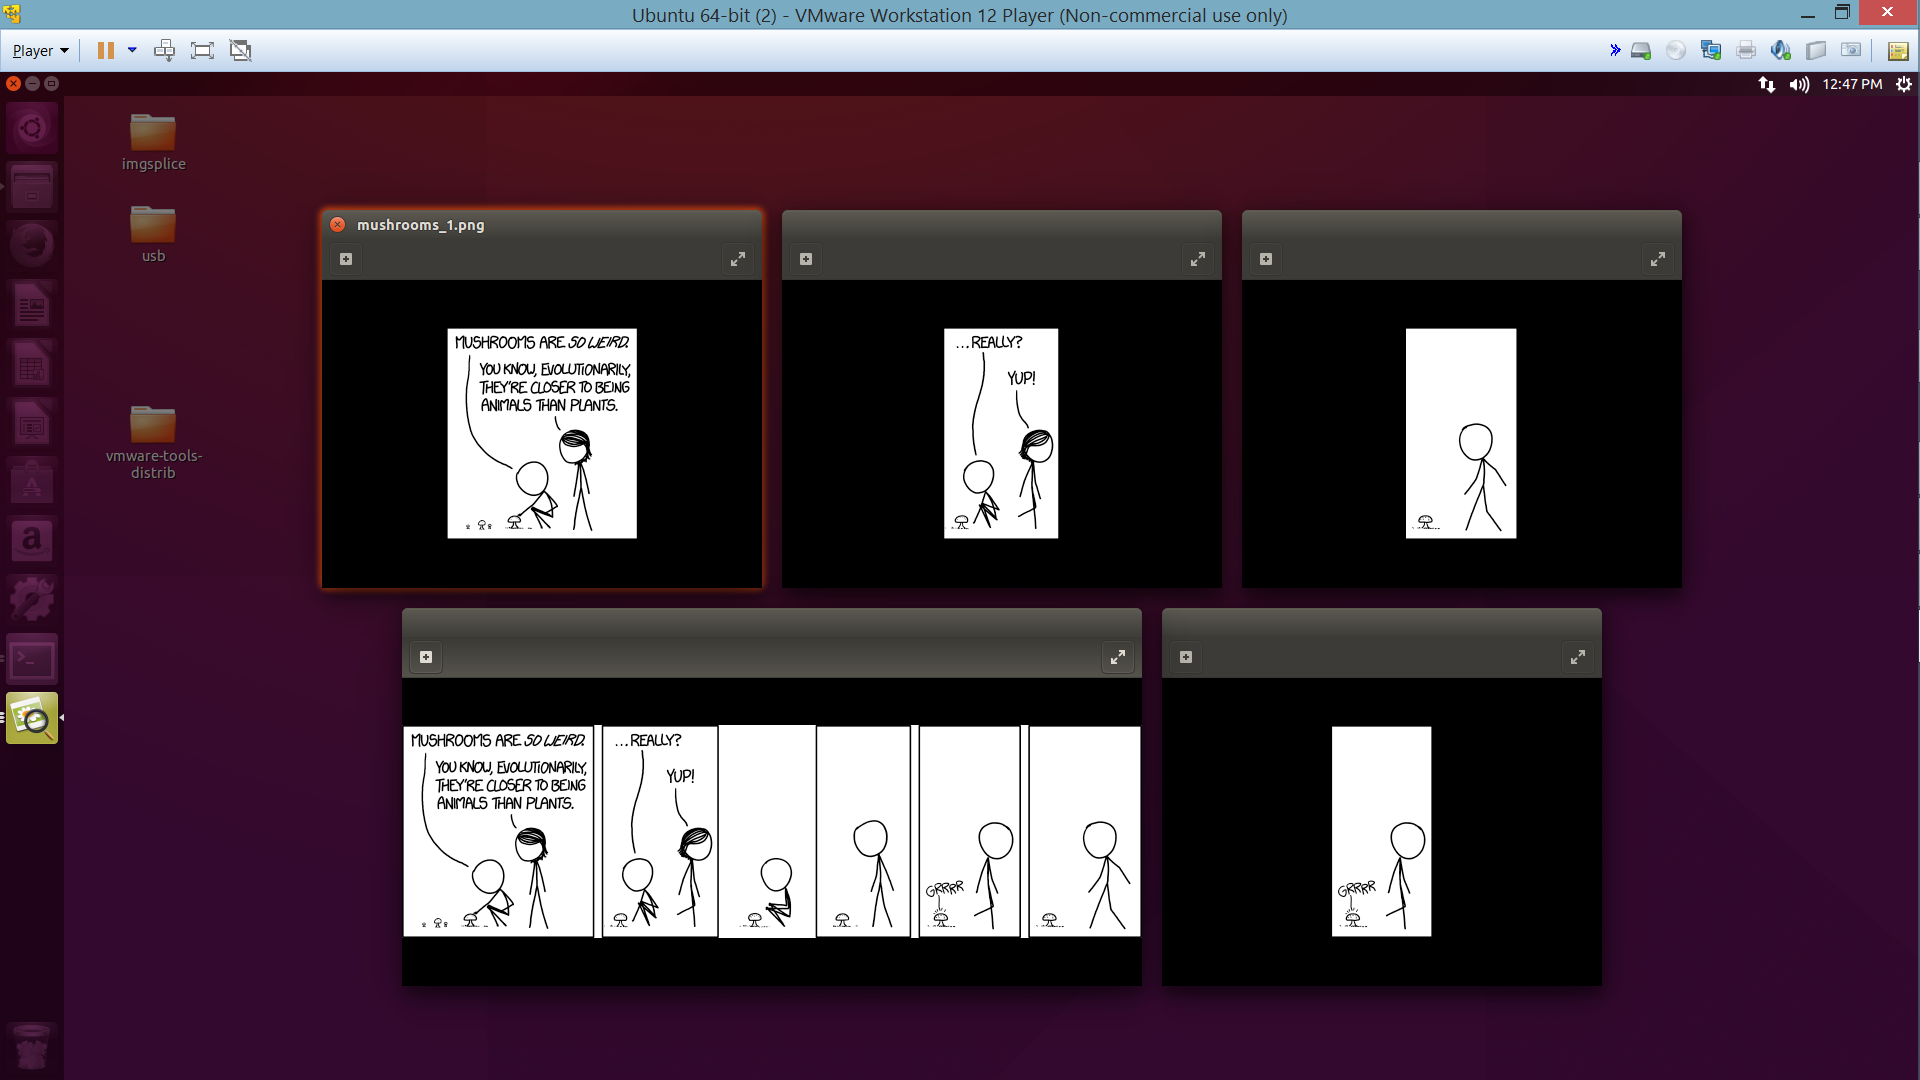 Ubuntu 64-bit (2) - VMware Workstation 12 Player (Non-commercial use only)
Player
12:47 PM
imgsplice
usb
vmware-tools-
distrib
mushrooms_1.png
MUSHROOMS ARE SO WEIRD.
YOU KNOW, EVOLUTIONARILY,
THEY'RE CLOSER TO BEING
ANIMALS THAN PLANTS.
...REALLY?
YUP!
MUSHROOMS ARE SO WEIRD.
YOU KNOW, EVOLUTIONARILY,
THEY'RE CLOSER TO BEING
ANIMALS THAN PLANTS.
...REALLY?
YUP!
GRRRR
GRRRR